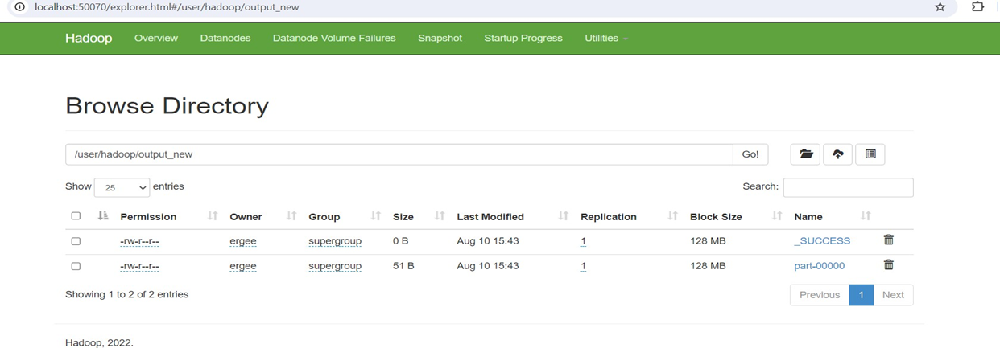 localhost:50070/explorer.html#/user/hadoop/output_new
Hadoop Overview Datanodes Datanode Volume Failures Snapshot Startup Progress Utilities
Browse Directory
/user/hadoop/output_new Go!
Show 25 entries Search:
Permission Owner Group Size Last Modified Replication Block Size Name
-rw-r--r-- ergee supergroup 0 B Aug 10 15:43 1 128 MB _SUCCESS
-rw-r--r-- ergee supergroup 51 B Aug 10 15:43 1 128 MB part-00000
Showing 1 to 2 of 2 entries Previous 1 Next
Hadoop, 2022.